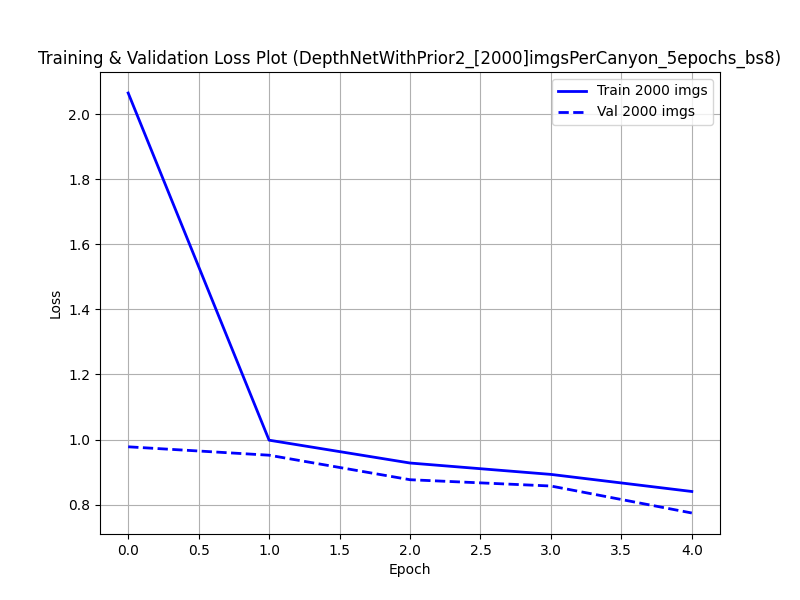 Training & Validation Loss Plot (DepthNetWithPrior2_[2000]imgsPerCanyon_5epochs_bs8)
Train 2000 imgs
Val 2000 imgs
2.0
1.8
1.6
1.4
1.2
1.0
0.8
Loss
0.0 0.5 1.0 1.5 2.0 2.5 3.0 3.5 4.0
Epoch